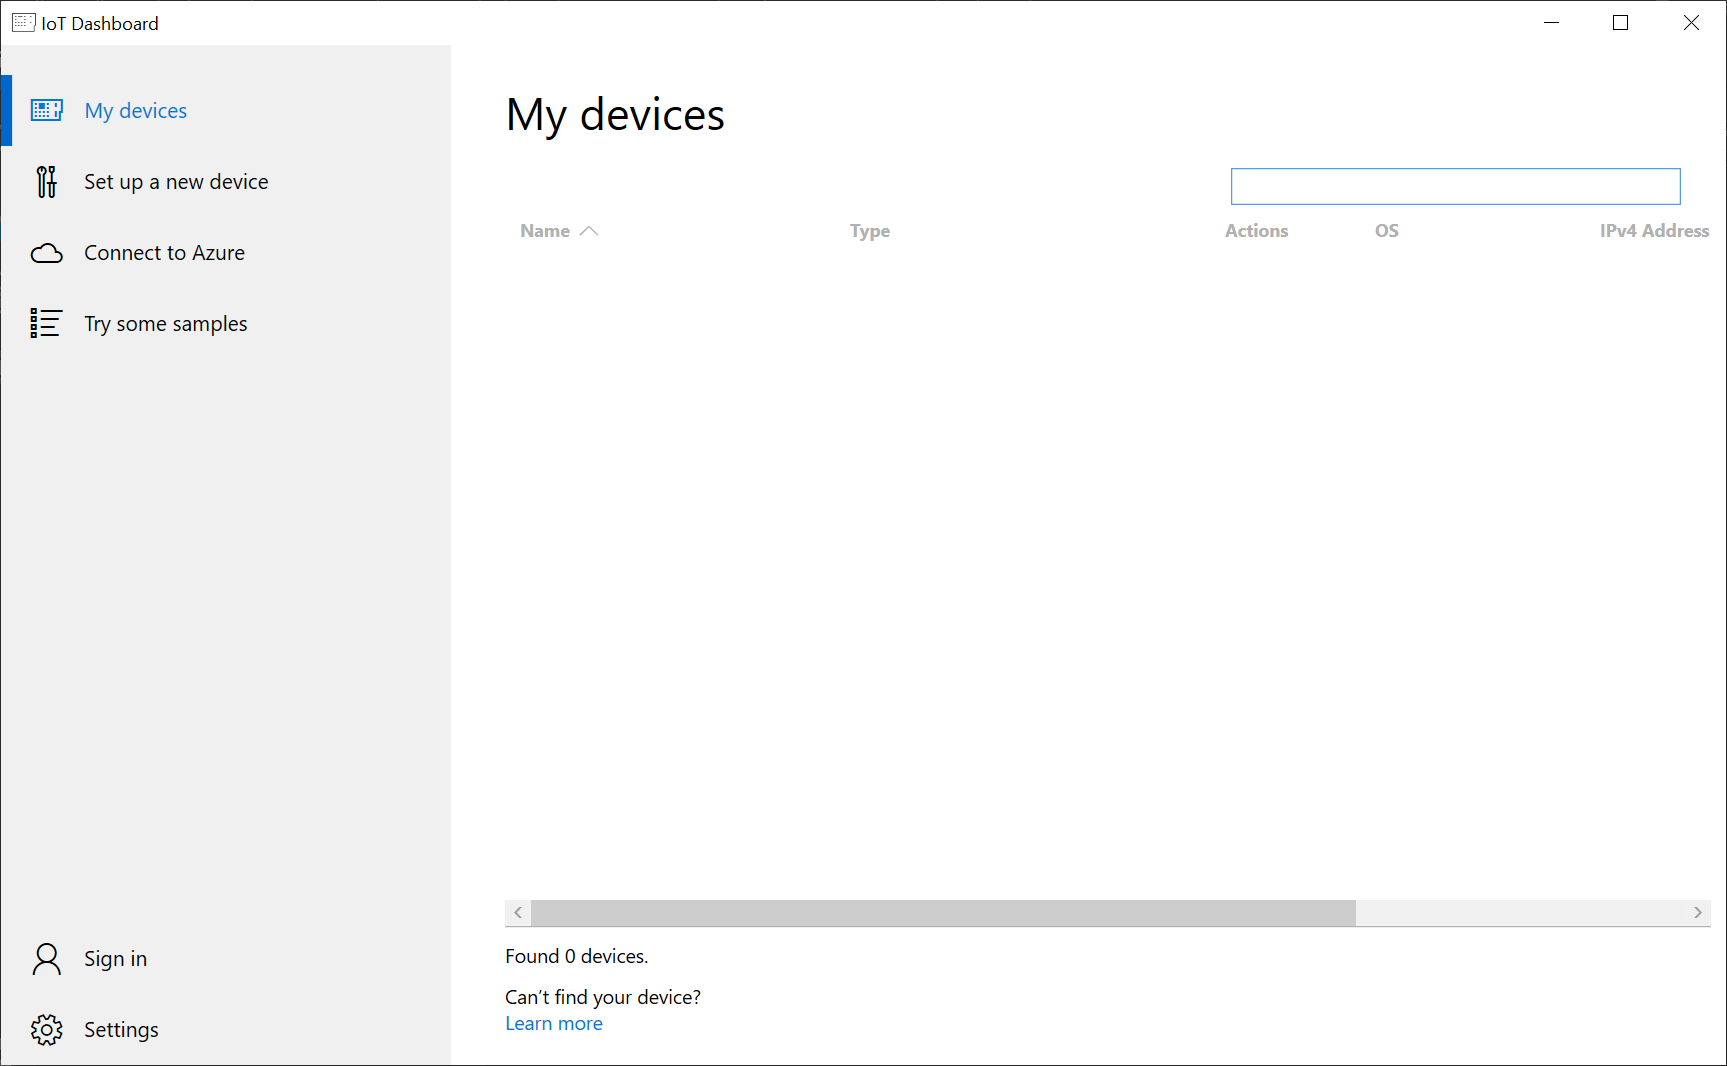 IoT Dashboard
My devices
Set up a new device
Connect to Azure
Try some samples
Sign in
Settings
My devices
Name Type Actions OS IPv4 Address
Found 0 devices.
Can’t find your device?
Learn more